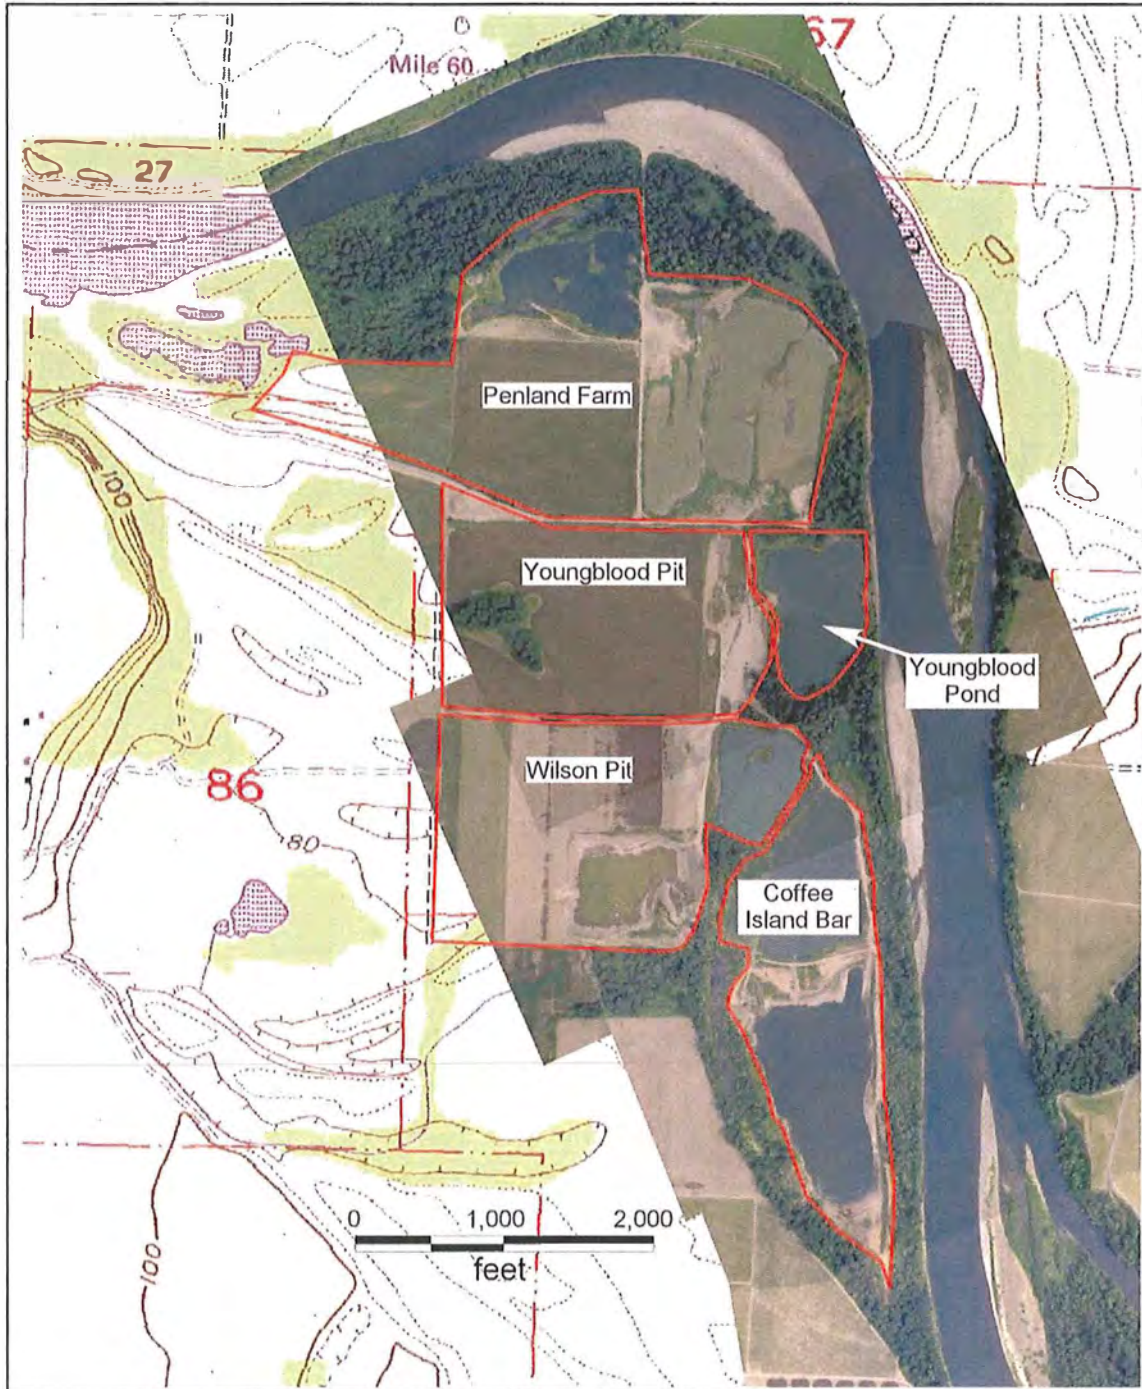 67
Mile 60
27
Penland Farm
100
Youngblood Pit
Youngblood
Pond
Wilson Pit
86
80
Coffee
Island Bar
0 1,000 2,000
feet
100